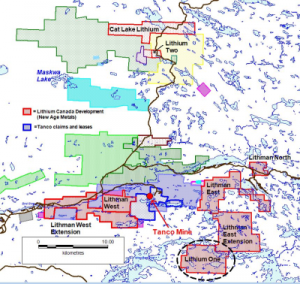 Cat Lake Lithium
Lithium
Two
Maskwa
Lake
= Lithium Canada Development
(New Age Metals)
=Tanco claims and leases
Lithium North
Lithman
East
Lithman
West
Tanco Mine
Lithman West
Extension
Lithman
East
Extension
0 10.00
kilometres
Lithium One